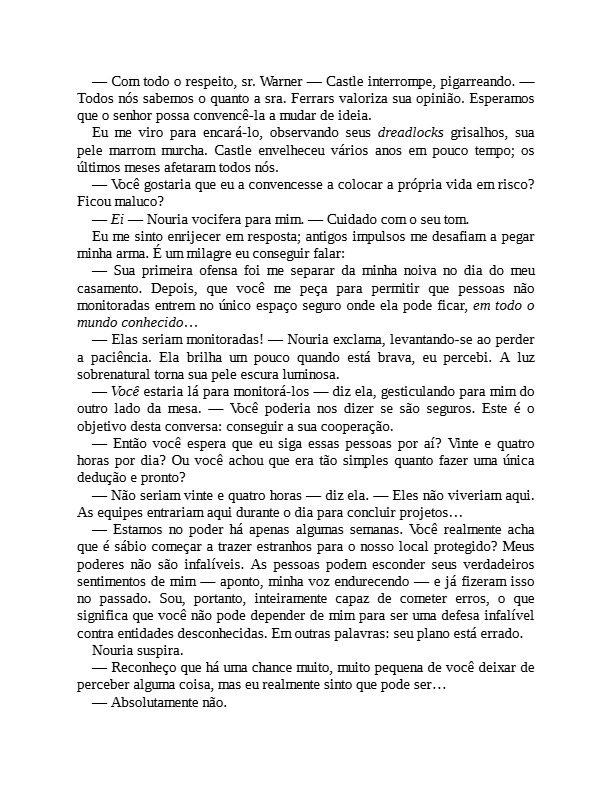 — Com todo o respeito, sr. Warner — Castle interrompe, pigarreando. —
Todos nós sabemos o quanto a sra. Ferrars valoriza sua opinião. Esperamos
que o senhor possa convencê-la a mudar de ideia.
Eu me viro para encará-lo, observando seus dreadlocks grisalhos, sua
pele marrom murcha. Castle envelheceu vários anos em pouco tempo; os
últimos meses afetaram todos nós.
— Você gostaria que eu a convencesse a colocar a própria vida em risco?
Ficou maluco?
— Ei — Nouria vocifera para mim. — Cuidado com o seu tom.
Eu me sinto enrijecer em resposta; antigos impulsos me desafiam a pegar
minha arma. É um milagre eu conseguir falar:
— Sua primeira ofensa foi me separar da minha noiva no dia do meu
casamento. Depois, que você me peça para permitir que pessoas não
monitoradas entrem no único espaço seguro onde ela pode ficar, em todo o
mundo conhecido…
— Elas seriam monitoradas! — Nouria exclama, levantando-se ao perder
a paciência. Ela brilha um pouco quando está brava, eu percebi. A luz
sobrenatural torna sua pele escura luminosa.
— Você estaria lá para monitorá-los — diz ela, gesticulando para mim do
outro lado da mesa. — Você poderia nos dizer se são seguros. Este é o
objetivo desta conversa: conseguir a sua cooperação.
— Então você espera que eu siga essas pessoas por aí? Vinte e quatro
horas por dia? Ou você achou que era tão simples quanto fazer uma única
dedução e pronto?
— Não seriam vinte e quatro horas — diz ela. — Eles não viveriam aqui.
As equipes entrariam aqui durante o dia para concluir projetos…
— Estamos no poder há apenas algumas semanas. Você realmente acha
que é sábio começar a trazer estranhos para o nosso local protegido? Meus
poderes não são infalíveis. As pessoas podem esconder seus verdadeiros
sentimentos de mim — aponto, minha voz endurecendo — e já fizeram isso
no passado. Sou, portanto, inteiramente capaz de cometer erros, o que
significa que você não pode depender de mim para ser uma defesa infalível
contra entidades desconhecidas. Em outras palavras: seu plano está errado.
Nouria suspira.
— Reconheço que há uma chance muito, muito pequena de você deixar de
perceber alguma coisa, mas eu realmente sinto que pode ser…
— Absolutamente não.